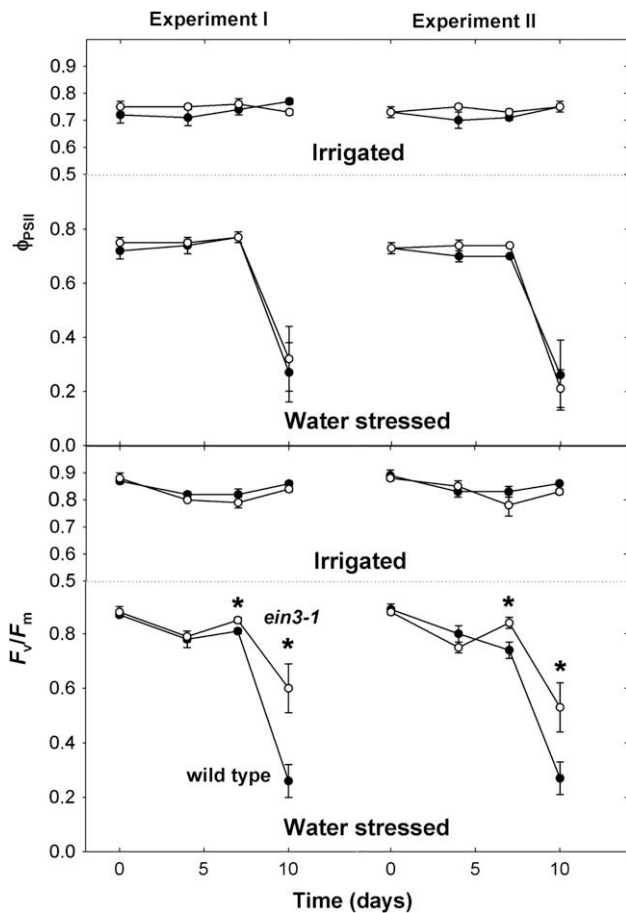 Experiment I Experiment II
0.9
0.8
0.7
0.6
0.5
Irrigated Irrigated
ϕPSII
0.8
0.6
0.4
0.2
0.0
Water stressed
0.9
0.8
0.7
0.6
0.5
Irrigated
Fv/Fm
* *
ein3-1
0.8
* *
0.6
0.4
wild type
0.2
Water stressed
0.0
0 5 10 0 5 10
Time (days)